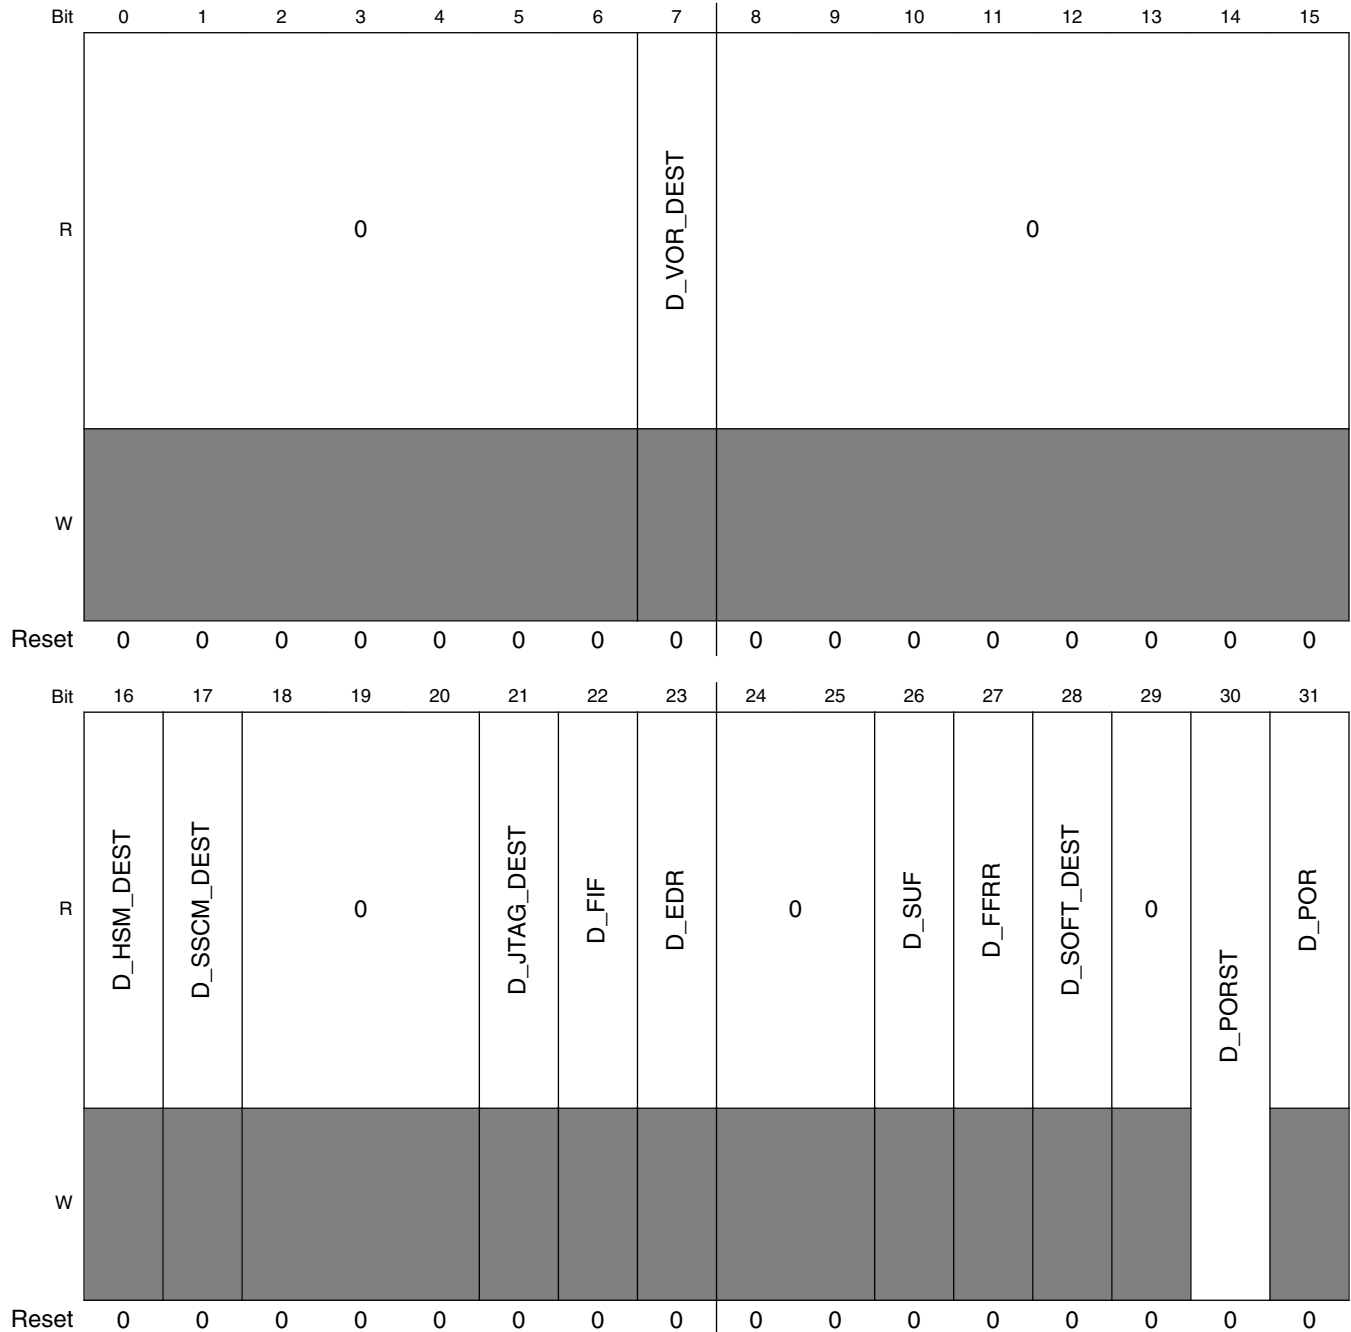 Bit 0 1 2 3 4 5 6 7 8 9 10 11 12 13 14 15
R 0 D_VOR_DEST 0
W
Reset 0 0 0 0 0 0 0 0 0 0 0 0 0 0 0 0
Bit 16 17 18 19 20 21 22 23 24 25 26 27 28 29 30 31
R D_HSM_DEST D_SSCM_DEST 0 D_JTAG_DEST D_FIF D_EDR 0 D_SUF D_FFRR D_SOFT_DEST 0 D_PORST D_POR
W
Reset 0 0 0 0 0 0 0 0 0 0 0 0 0 0 0 0